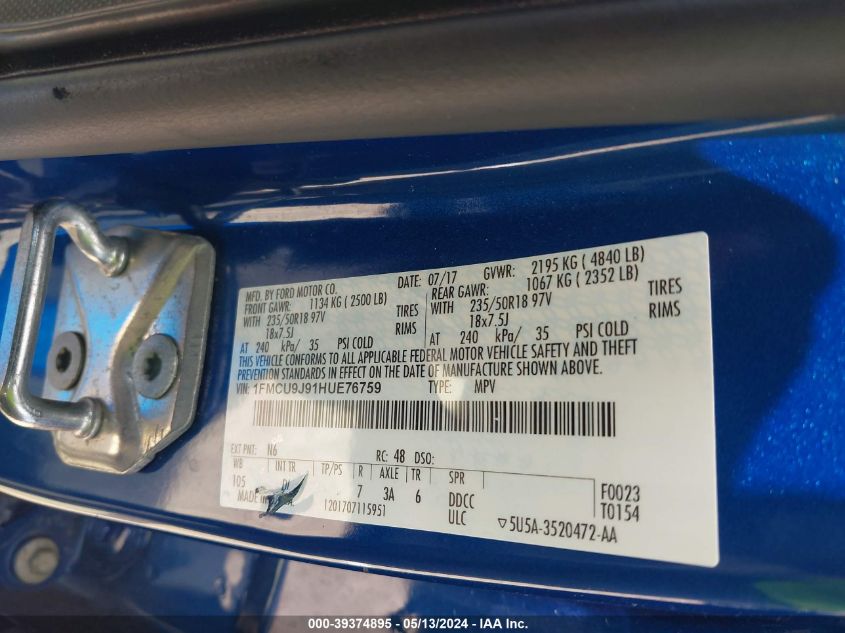 MFD. BY FORD MOTOR CO.
DATE: 07/17 GVWR: 2195 KG ( 4840 LB)
FRONT GAWR: 1134 KG ( 2500 LB) REAR GAWR: 1067 KG ( 2352 LB)
WITH 235/50R18 97V TIRES WITH 235/50R18 97V TIRES
18x7.5J RIMS 18x7.5J RIMS
AT 240 kPa/ 35 PSI COLD AT 240 kPa/ 35 PSI COLD
THIS VEHICLE CONFORMS TO ALL APPLICABLE FEDERAL MOTOR VEHICLE SAFETY AND THEFT
PREVENTION STANDARDS IN EFFECT ON THE DATE OF MANUFACTURE SHOWN ABOVE.
VIN: 1FMCU9J91HUE76759 TYPE: MPV
EXT PNT: N6 RC: 48 DSO:
WB INT TR TP/PS R AXLE TR SPR
105 7 3A 6 DDCC F0023
MADE 1201707115951 ULC T0154
▽5U5A-3520472-AA
000-39374895 - 05/13/2024 - IAA Inc.